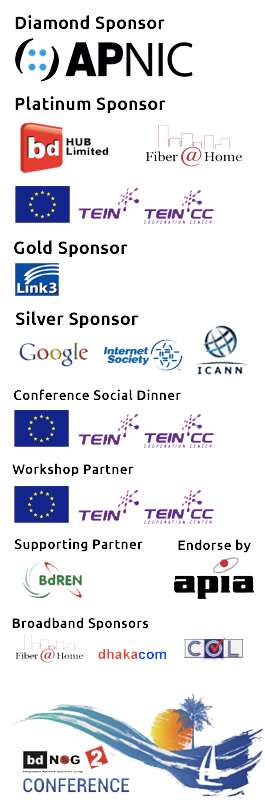 Diamond Sponsor
APNIC
Platinum Sponsor
bd HUB Limited
Fiber @ Home
TEIN
TEIN*CC
COOPERATION CENTER
Gold Sponsor
Link3
Silver Sponsor
Google
Internet Society
ICANN
Conference Social Dinner
TEIN
TEIN*CC
COOPERATION CENTER
Workshop Partner
TEIN
TEIN*CC
COOPERATION CENTER
Supporting Partner
Endorse by
BdREN
apia
Broadband Sponsors
Fiber @ Home
dhakacom
COL
bd NOG 2
CONFERENCE